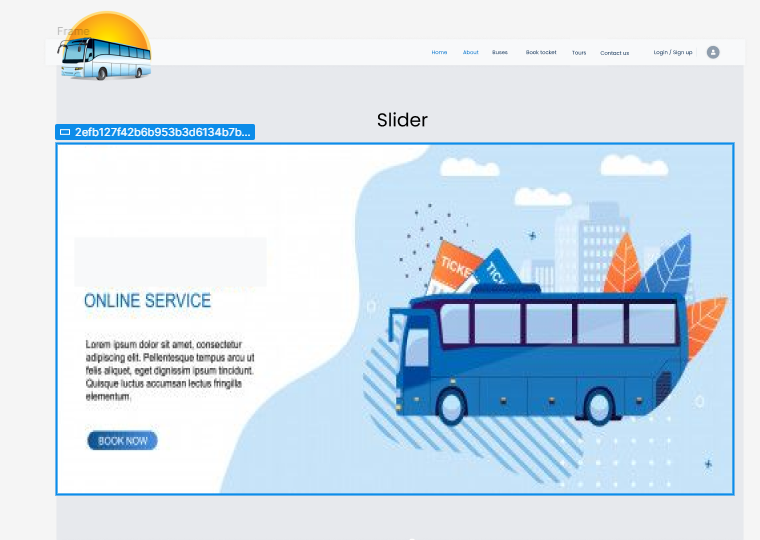 Frame
Home About Buses Book tocket Tours Contact us Login / Sign up
Slider
2efb127f42b6b953b3d6134b7b...
TICKE
TICK
ONLINE SERVICE
Lorem ipsum dolor sit amet, consectetur
adipiscing elit. Pellentesque tempus arcu ut
felis aliquet, eget dignissim ipsum tincidunt.
Quisque luctus accumsan lectus fringilla
elementum.
BOOK NOW